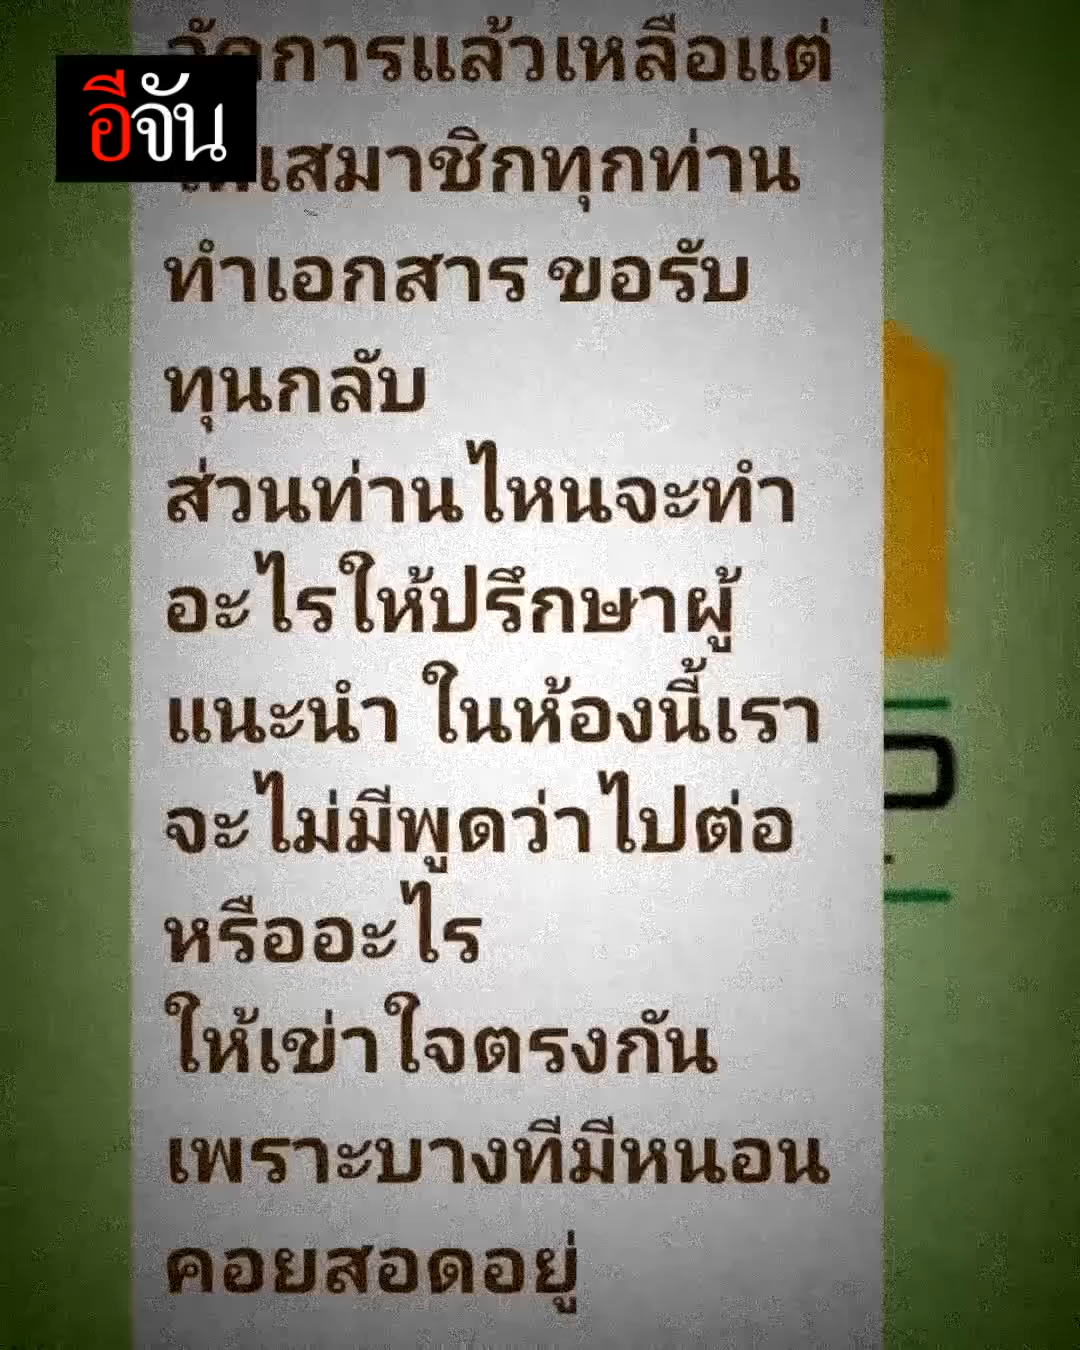 จัดการแล้วเหลือแต่
อีจัน
เสมาชิกทุกท่าน
ทำเอกสาร ขอรับ
ทุนกลับ
ส่วนท่านไหนจะทำ
อะไรให้ปรึกษาผู้
แนะนำ ในห้องนี้เรา
จะไม่มีพูดว่าไปต่อ
หรืออะไร
ให้เข่าใจตรงกัน
เพราะบางทีมีหนอน
คอยสอดอยู่